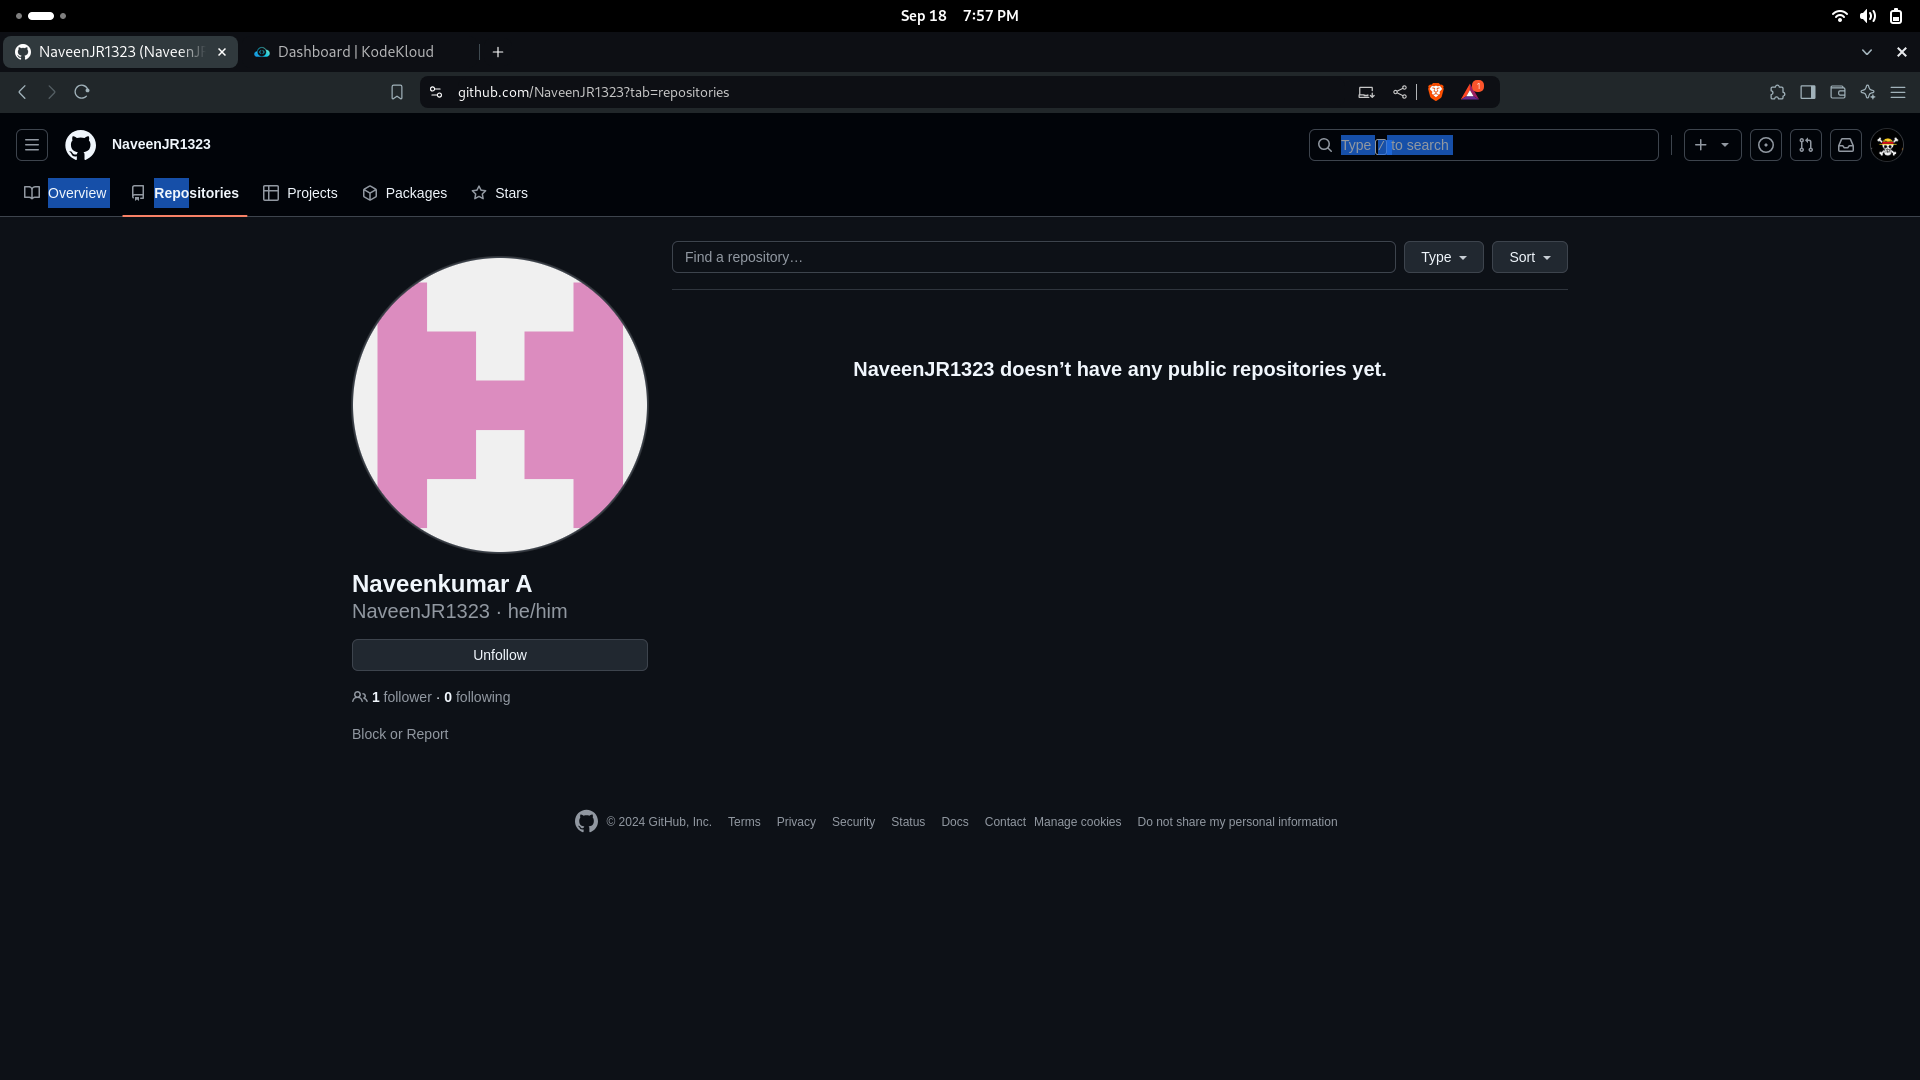 Sep 18 7:57 PM
NaveenJR1323 (NaveenJR
Dashboard | KodeKloud
github.com/NaveenJR1323?tab=repositories
1
NaveenJR1323
Type / to search
Overview
Repositories
Projects
Packages
Stars
Find a repository…
Type
Sort
NaveenJR1323 doesn’t have any public repositories yet.
Naveenkumar A
NaveenJR1323 · he/him
Unfollow
1 follower · 0 following
Block or Report
© 2024 GitHub, Inc. Terms Privacy Security Status Docs Contact Manage cookies Do not share my personal information